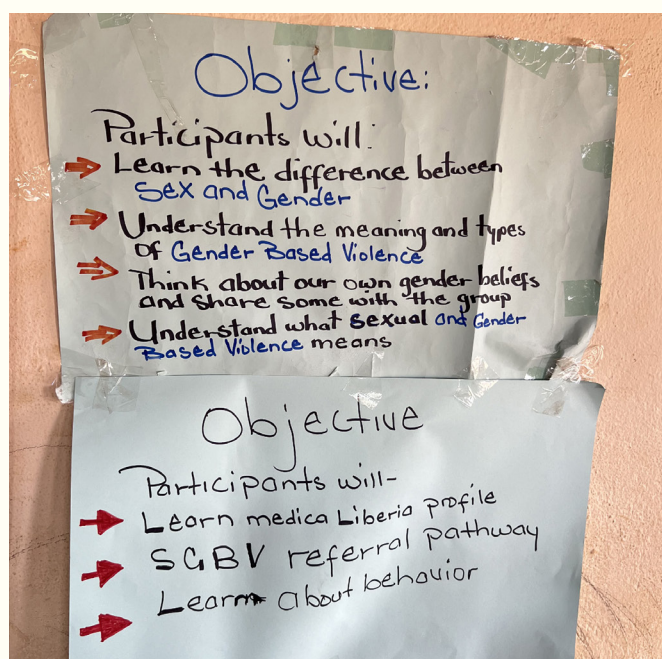 Objective:
Participants will:
Learn the difference between
Sex and Gender
Understand the meaning and types
of Gender Based Violence
Think about our own gender beliefs
and share some with the group
Understand what sexual and Gender
Based Violence means
Objective
Participants will-
Learn medica Liberia profile
SGBV referral pathway
Learn about behavior